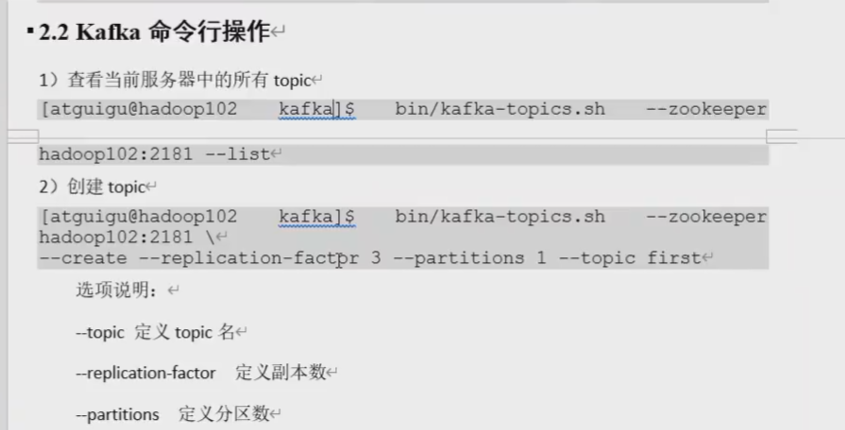 2.2 Kafka 命令行操作
1）查看当前服务器中的所有 topic
[atguigu@hadoop102 kafka]$ bin/kafka-topics.sh --zookeeper
hadoop102:2181 --list
2）创建 topic
[atguigu@hadoop102 kafka]$ bin/kafka-topics.sh --zookeeper
hadoop102:2181 \
--create --replication-factor 3 --partitions 1 --topic first
选项说明：
--topic 定义 topic 名
--replication-factor 定义副本数
--partitions 定义分区数